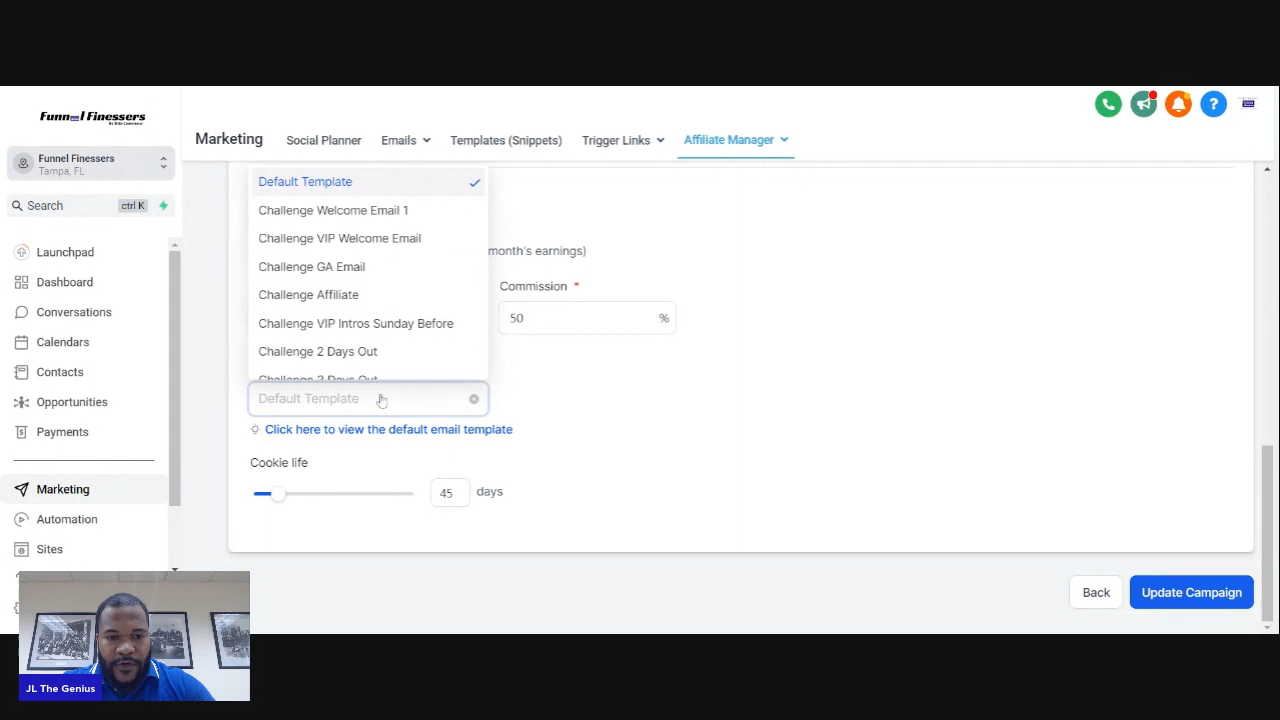 Funnel Finessers
Funnel Finessers
Tampa, FL
Search
ctrl K
Launchpad
Dashboard
Conversations
Calendars
Contacts
Opportunities
Payments
Marketing
Automation
Sites
JL The Genius
Marketing
Social Planner
Emails
Templates (Snippets)
Trigger Links
Affiliate Manager
?
Default Template
Challenge Welcome Email 1
Challenge VIP Welcome Email
Challenge GA Email
Challenge Affiliate
Challenge VIP Intros Sunday Before
Challenge 2 Days Out
month's earnings)
Commission *
50
%
Default Template
Click here to view the default email template
Cookie life
45
days
Back
Update Campaign